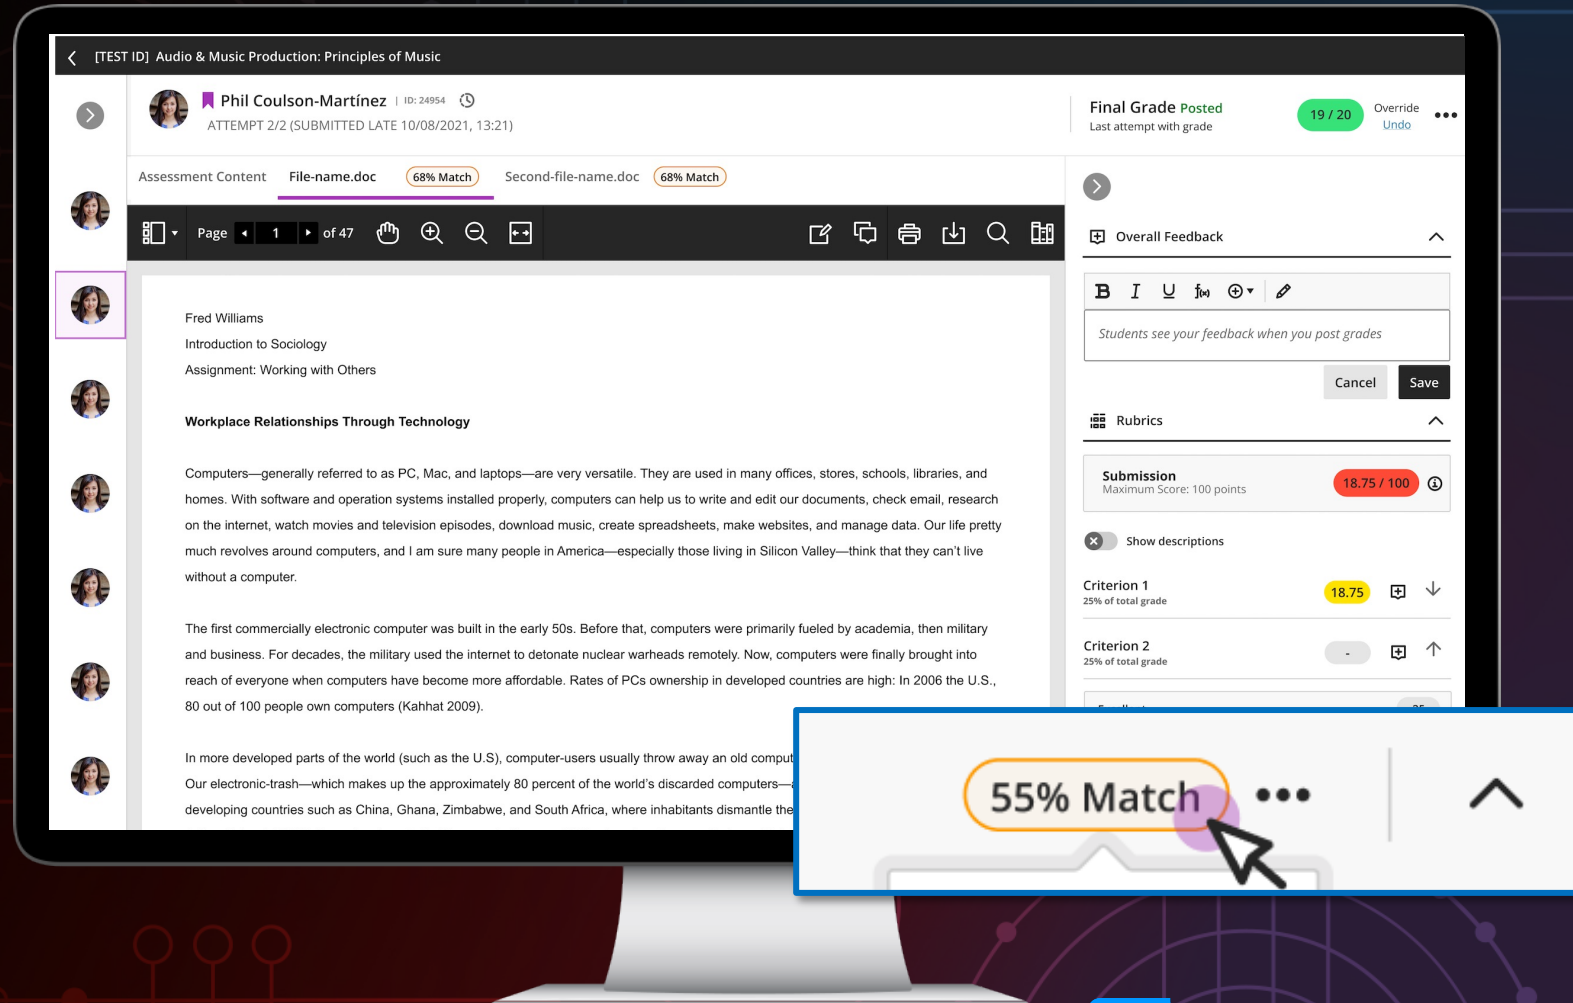 [TEST ID] Audio & Music Production: Principles of Music
Phil Coulson-Martínez | ID: 24954
ATTEMPT 2/2 (SUBMITTED LATE 10/08/2021, 13:21)
Final Grade Posted
Last attempt with grade
19 / 20
Override
Undo
Assessment Content File-name.doc 68% Match Second-file-name.doc 68% Match
Page 1 of 47
Fred Williams
Introduction to Sociology
Assignment: Working with Others
Workplace Relationships Through Technology
Computers—generally referred to as PC, Mac, and laptops—are very versatile. They are used in many offices, stores, schools, libraries, and
homes. With software and operation systems installed properly, computers can help us to write and edit our documents, check email, research
on the internet, watch movies and television episodes, download music, create spreadsheets, make websites, and manage data. Our life pretty
much revolves around computers, and I am sure many people in America—especially those living in Silicon Valley—think that they can't live
without a computer.
The first commercially electronic computer was built in the early 50s. Before that, computers were primarily fueled by academia, then military
and business. For decades, the military used the internet to detonate nuclear warheads remotely. Now, computers were finally brought into
reach of everyone when computers have become more affordable. Rates of PCs ownership in developed countries are high: In 2006 the U.S.,
80 out of 100 people own computers (Kahhat 2009).
In more developed parts of the world (such as the U.S), computer-users usually throw away an old
Our electronic-trash—which makes up the approximately 80 percent of the world's discarded computers—
developing countries such as China, Ghana, Zimbabwe, and South Africa, where inhabitants dismantle
Overall Feedback
B I U f(x)
Students see your feedback when you post grades
Cancel Save
Rubrics
Submission
Maximum Score: 100 points
18.75 / 100
Show descriptions
Criterion 1
25% of total grade
18.75
Criterion 2
25% of total grade
-
55% Match